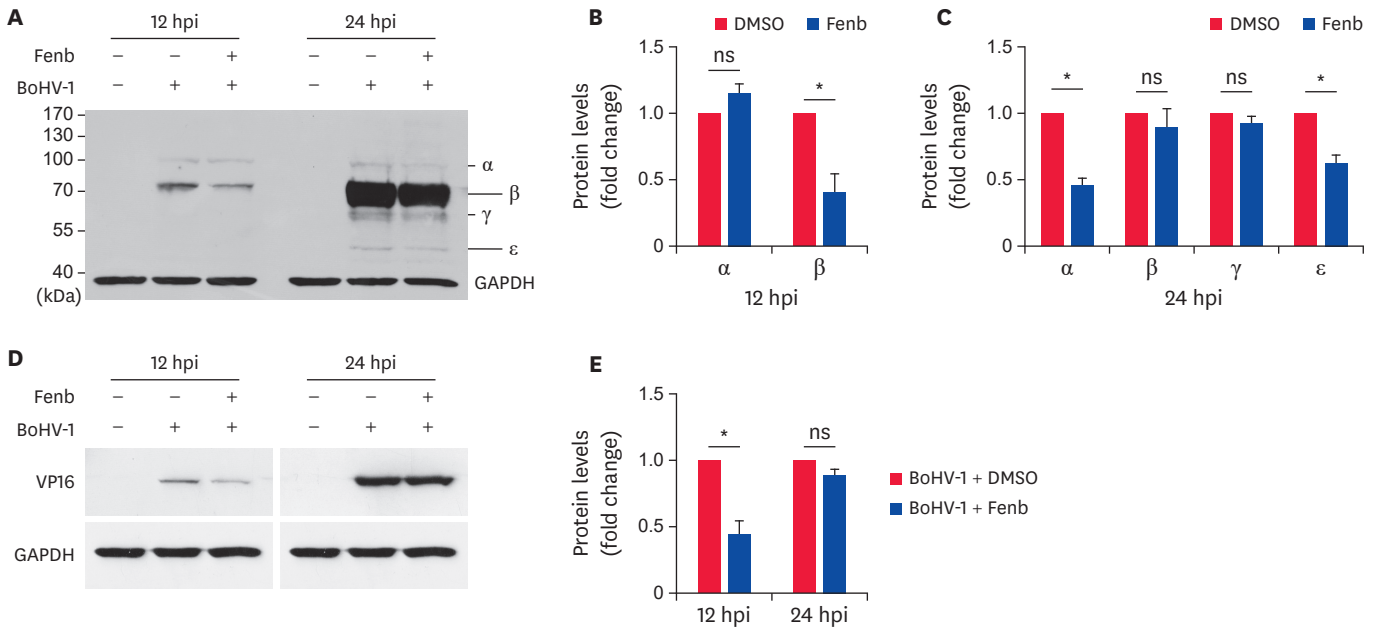 A
12 hpi 24 hpi
Fenb – – + – – +
BoHV-1 – + + – + +
170
130
100
70
55
40
(kDa)
α
β
γ
ε
GAPDH
B
DMSO Fenb
Protein levels
(fold change)
1.5
1.0
0.5
0
ns
*
α β
12 hpi
C
DMSO Fenb
Protein levels
(fold change)
1.5
1.0
0.5
0
*
ns
ns
*
α β γ ε
24 hpi
D
12 hpi 24 hpi
Fenb – – + – – +
BoHV-1 – + + – + +
VP16
GAPDH
E
Protein levels
(fold change)
1.5
1.0
0.5
0
*
ns
12 hpi 24 hpi
BoHV-1 + DMSO
BoHV-1 + Fenb